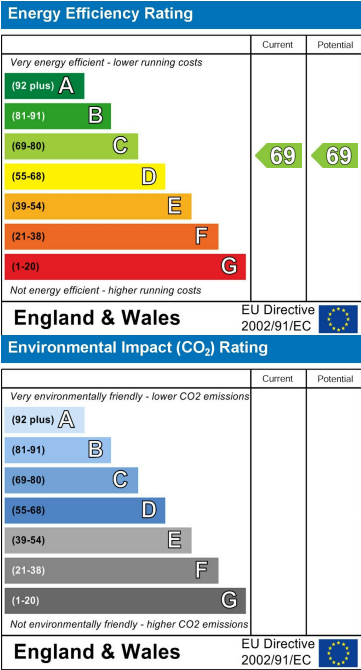 Energy Efficiency Rating
Current Potential
Very energy efficient - lower running costs
(92 plus) A
(81-91) B
(69-80) C 69 69
(55-68) D
(39-54) E
(21-38) F
(1-20) G
Not energy efficient - higher running costs
England & Wales
EU Directive
2002/91/EC
Environmental Impact (CO₂) Rating
Current Potential
Very environmentally friendly - lower CO2 emissions
(92 plus) A
(81-91) B
(69-80) C
(55-68) D
(39-54) E
(21-38) F
(1-20) G
Not environmentally friendly - higher CO2 emissions
England & Wales
EU Directive
2002/91/EC